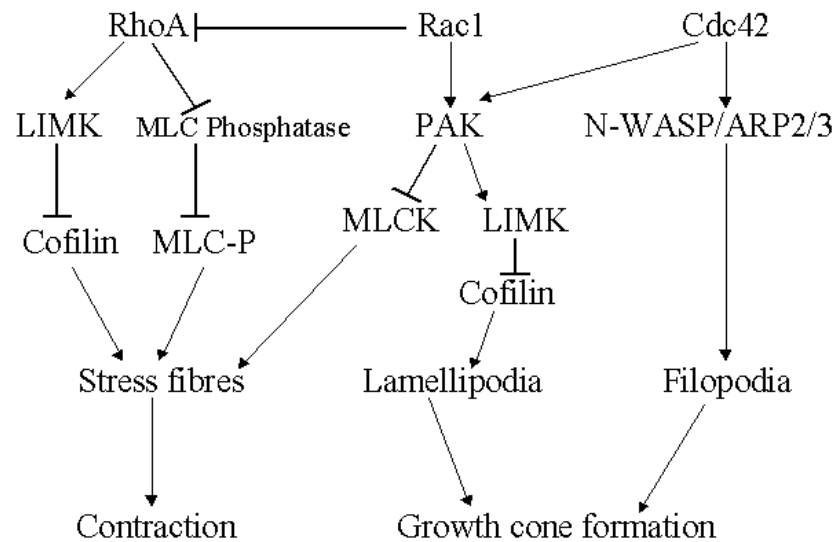 RhoA Rac1 Cdc42
LIMK MLC Phosphatase PAK N-WASP/ARP2/3
MLCK LIMK
Cofilin MLC-P
Cofilin
Stress fibres Lamellipodia Filopodia
Contraction Growth cone formation